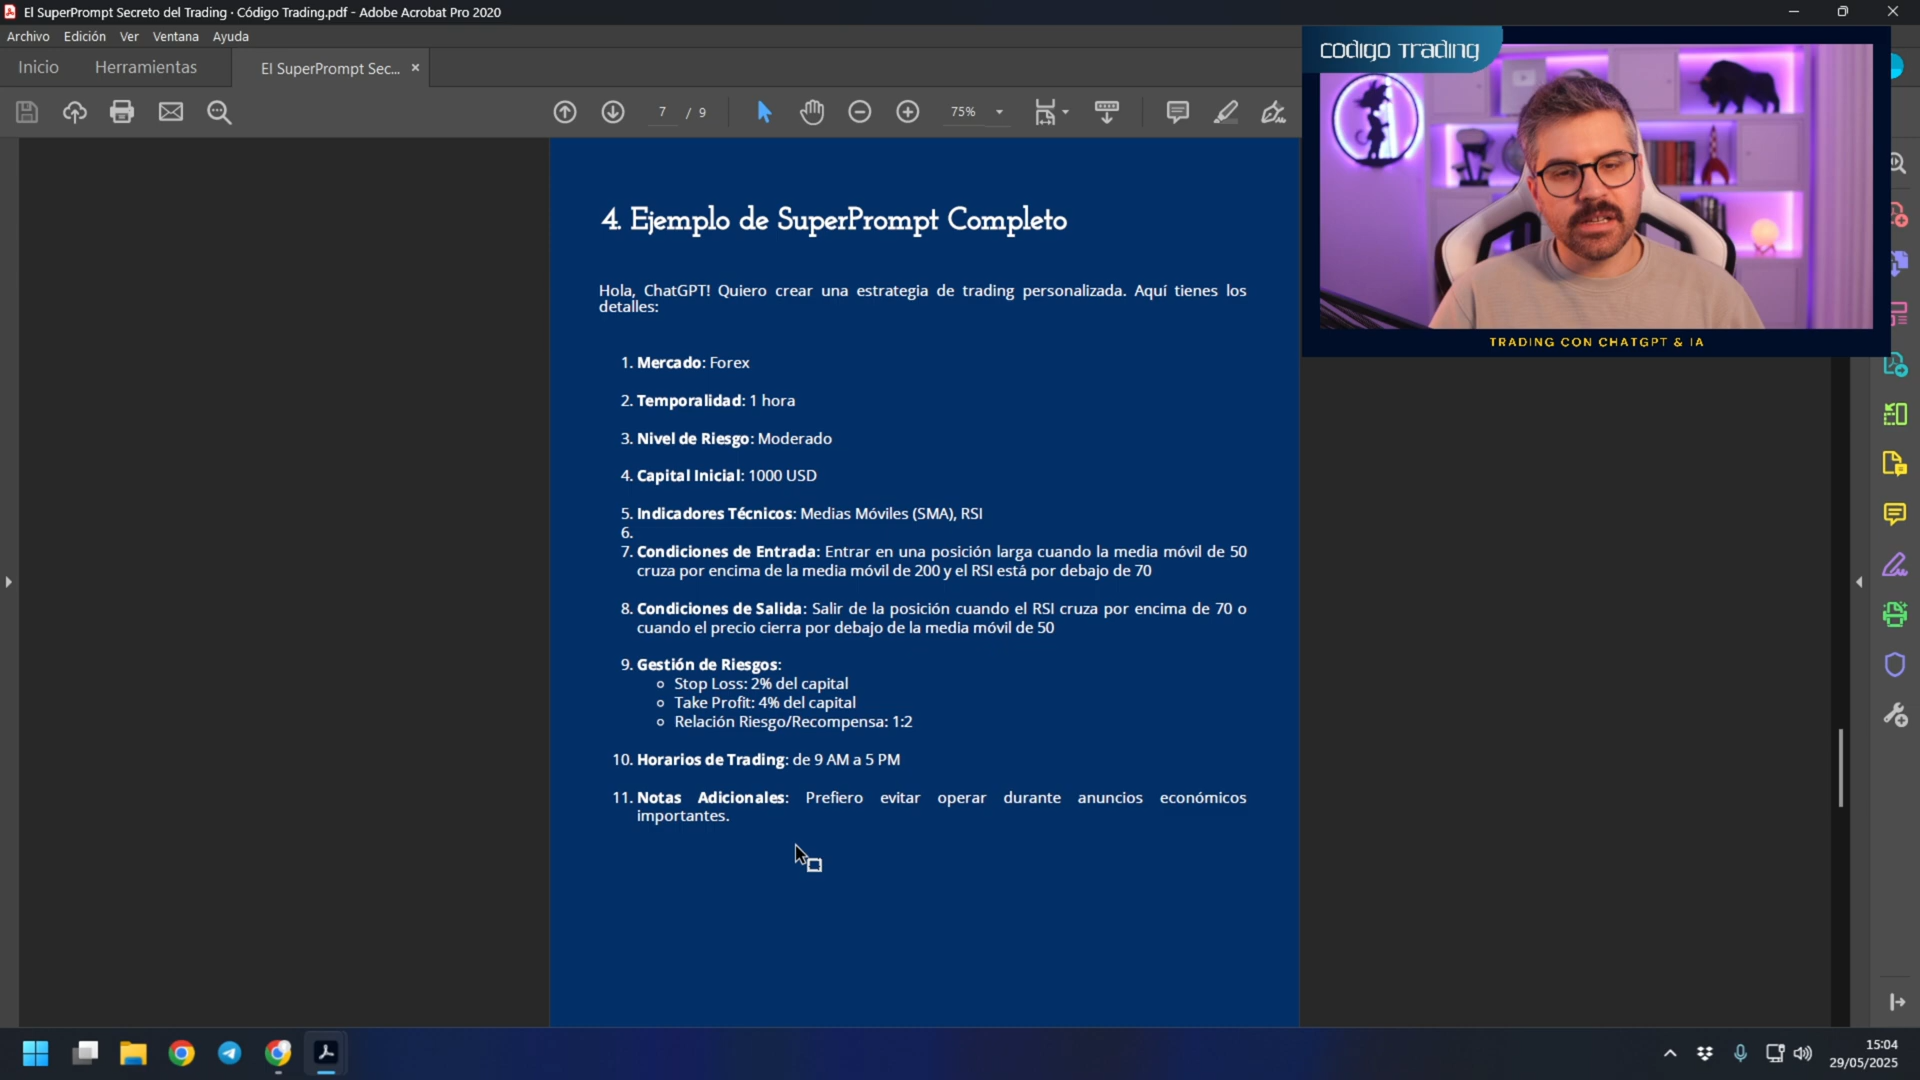 El SuperPrompt Secreto del Trading · Código Trading.pdf - Adobe Acrobat Pro 2020
Archivo Edición Ver Ventana Ayuda
Inicio Herramientas El SuperPrompt Sec... ×
7 / 9 75%
codigo Trading
TRADING CON CHATGPT & IA
4. Ejemplo de SuperPrompt Completo
Hola, ChatGPT! Quiero crear una estrategia de trading personalizada. Aquí tienes los
detalles:
1. Mercado: Forex
2. Temporalidad: 1 hora
3. Nivel de Riesgo: Moderado
4. Capital Inicial: 1000 USD
5. Indicadores Técnicos: Medias Móviles (SMA), RSI
6.
7. Condiciones de Entrada: Entrar en una posición larga cuando la media móvil de 50
cruza por encima de la media móvil de 200 y el RSI está por debajo de 70
8. Condiciones de Salida: Salir de la posición cuando el RSI cruza por encima de 70 o
cuando el precio cierra por debajo de la media móvil de 50
9. Gestión de Riesgos:
Stop Loss: 2% del capital
Take Profit: 4% del capital
Relación Riesgo/Recompensa: 1:2
10. Horarios de Trading: de 9 AM a 5 PM
11. Notas Adicionales: Prefiero evitar operar durante anuncios económicos
importantes.
15:04
29/05/2025